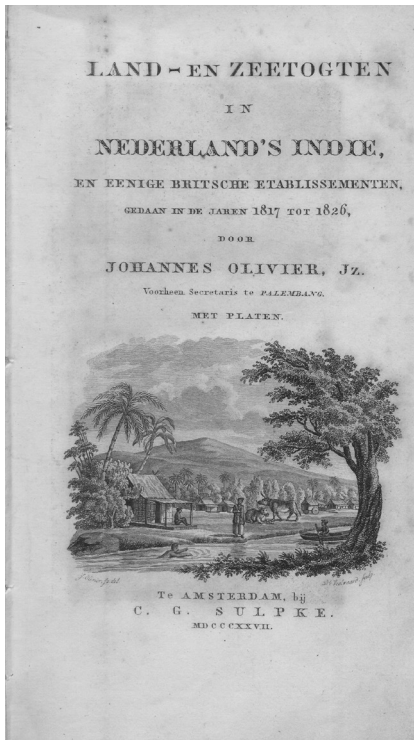 LAND-EN ZEETOGTEN
IN
NEDERLAND'S INDIE,
EN EENIGE BRITSCHE ETABLISSEMENTEN,
GEDAAN IN DE JAREN 1817 TOT 1826,
DOOR
JOHANNES OLIVIER, Jz.
Voorheen Secretaris te PALEMBANG.
MET PLATEN.
Te AMSTERDAM, bij
C. G. SULPKE.
MDCCCXXVII.